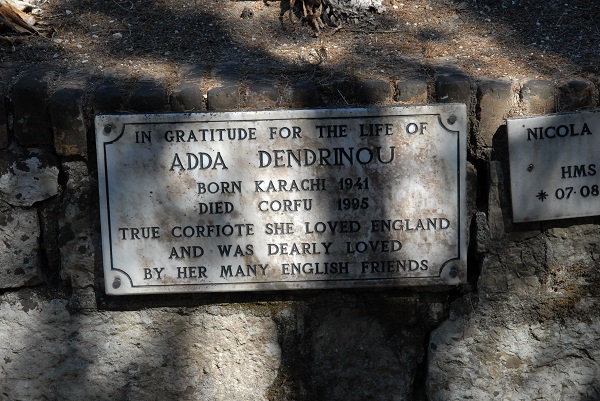 IN GRATITUDE FOR THE LIFE OF
ADDA DENDRINOU
BORN KARACHI 1941
DIED CORFU 1995
TRUE CORFIOTE SHE LOVED ENGLAND
AND WAS DEARLY LOVED
BY HER MANY ENGLISH FRIENDS
NICOLA
HMS
* 07-08